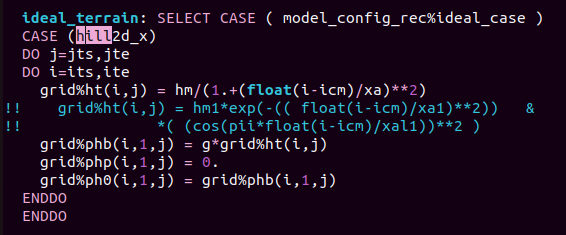 ideal_terrain: SELECT CASE ( model_config_rec%ideal_case )
CASE (hill2d_x)
DO j=jts,jte
DO i=its,ite
grid%ht(i,j) = hm/(1.+(float(i-icm)/xa)**2)
!! grid%ht(i,j) = hm1*exp(-(( float(i-icm)/xa1)**2)) &
!! *( (cos(pii*float(i-icm)/xal1))**2 )
grid%phb(i,1,j) = g*grid%ht(i,j)
grid%php(i,1,j) = 0.
grid%ph0(i,1,j) = grid%phb(i,1,j)
ENDDO
ENDDO